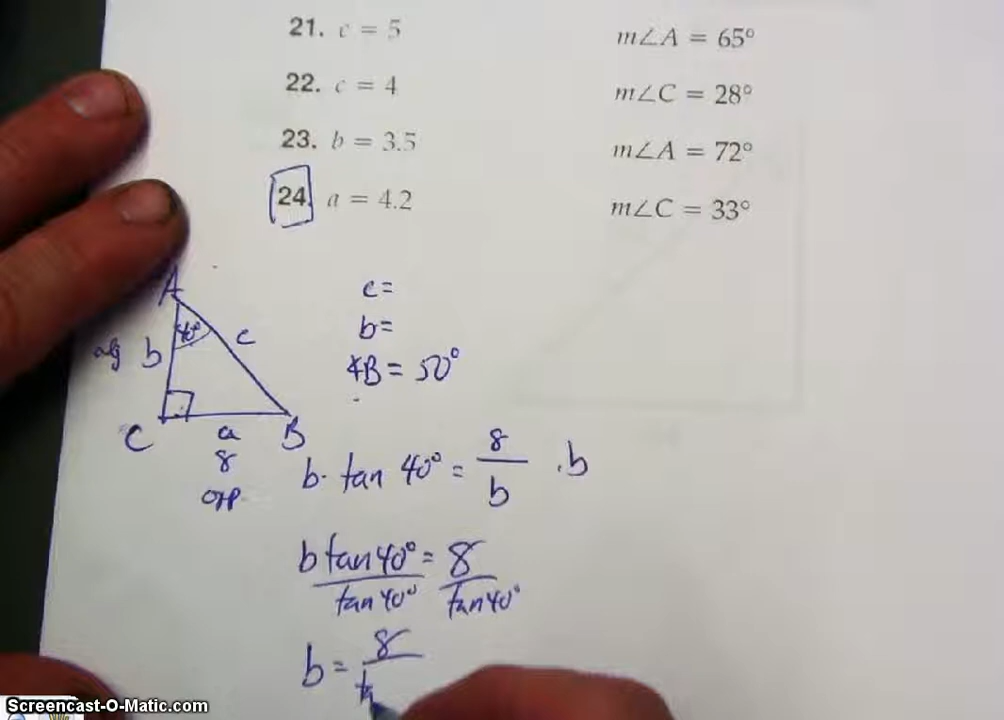 21. c = 5 m∠A = 65°
22. c = 4 m∠C = 28°
23. b = 3.5 m∠A = 72°
24. a = 4.2 m∠C = 33°
A
40°
adj b c
C a B
8
opp
c =
b =
∡B = 50°
b · tan 40° = 8/b · b
b tan 40° / tan 40° = 8 / tan 40°
b = 8 / ta
Screencast-O-Matic.com